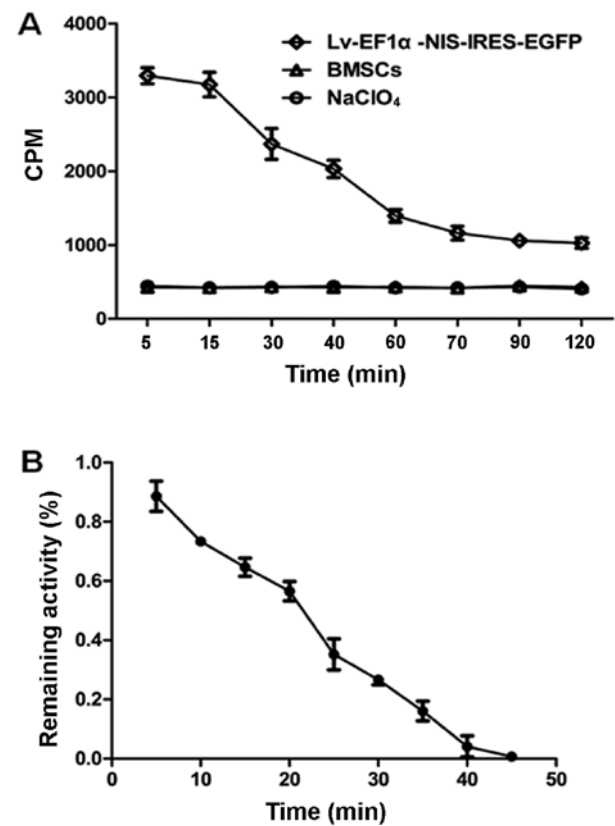 A
4000
3000
2000
1000
0
CPM
Lv-EF1α -NIS-IRES-EGFP
BMSCs
NaClO₄
5 15 30 40 60 70 90 120
Time (min)
B
1.0
0.8
0.6
0.4
0.2
0.0
Remaining activity (%)
0 10 20 30 40 50
Time (min)